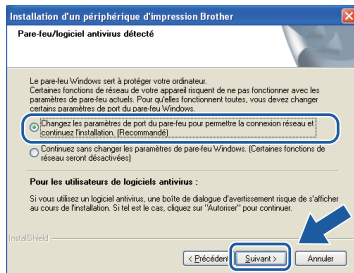 Installation d'un périphérique d'impression Brother
Pare-feu/logiciel antivirus détecté
Le pare-feu Windows sert à protéger votre ordinateur.
Certaines fonctions de réseau de votre appareil risquent de ne pas fonctionner avec les
paramètres de pare-feu actuels. Pour qu'elles fonctionnent toutes, vous devez changer
certains paramètres de port du pare-feu Windows.
Changez les paramètres de port du pare-feu pour permettre la connexion réseau et
continuez l'installation. (Recommandé)
Continuez sans changer les paramètres de pare-feu Windows. (Certaines fonctions de
réseau seront désactivées)
Pour les utilisateurs de logiciels antivirus :
Si vous utilisez un logiciel antivirus, une boîte de dialogue d'avertissement risque de s'afficher
au cours de l'installation. Si tel est le cas, cliquez sur "Autoriser" pour continuer.
InstallShield
< Précédent
Suivant >
Annuler